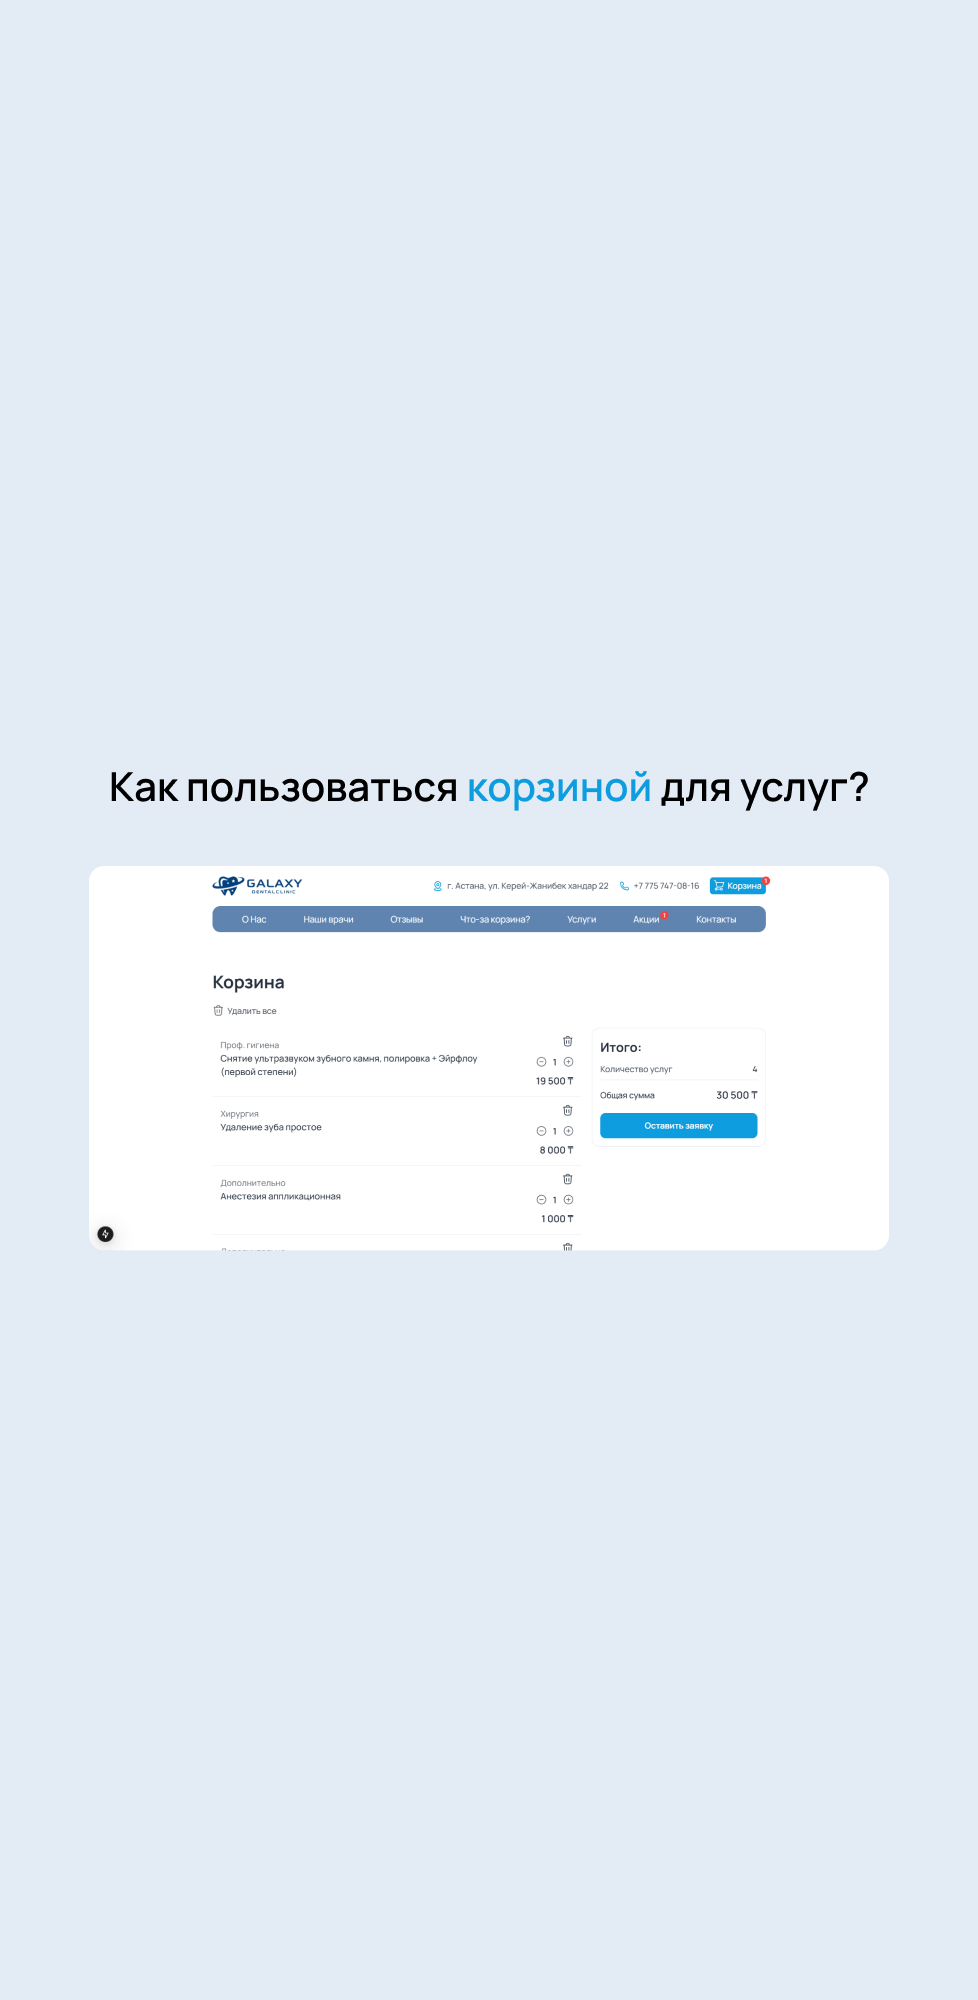 Как пользоваться корзиной для услуг?
GALAXY
DENTALCLINIC
г. Астана, ул. Керей-Жанибек хандар 22
+7 775 747-08-16
Корзина
1
О Нас
Наши врачи
Отзывы
Что-за корзина?
Услуги
Акции
1
Контакты
Корзина
Удалить все
Проф. гигиена
Снятие ультразвуком зубного камня, полировка + Эйрфлоу
(первой степени)
1
19 500 ₸
Хирургия
Удаление зуба простое
1
8 000 ₸
Дополнительно
Анестезия аппликационная
1
1 000 ₸
Итого:
Количество услуг 4
Общая сумма 30 500 ₸
Оставить заявку